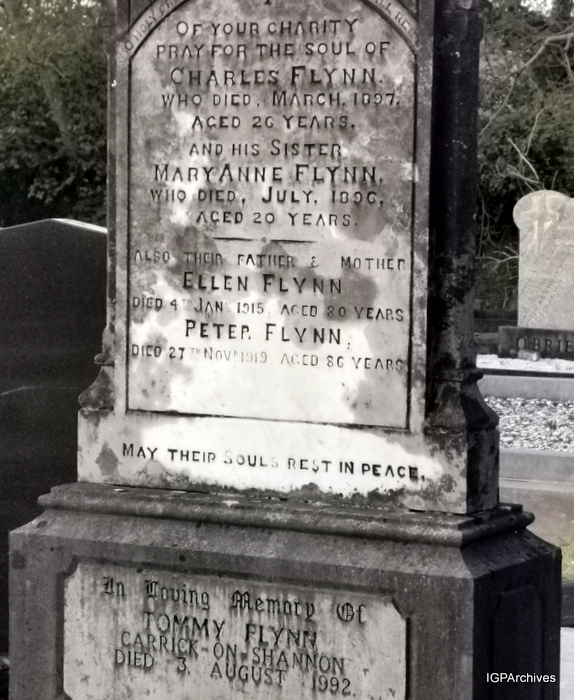 OF YOUR CHARITY
PRAY FOR THE SOUL OF
CHARLES FLYNN.
WHO DIED, MARCH, 1897,
AGED 26 YEARS.
AND HIS SISTER
MARYANNE FLYNN,
WHO DIED, JULY, 1896,
AGED 20 YEARS.
ALSO THEIR FATHER & MOTHER
ELLEN FLYNN
DIED 4TH JAN 1915, AGED 80 YEARS
PETER FLYNN,
DIED 27TH NOVR 1919 AGED 86 YEARS
MAY THEIR SOULS REST IN PEACE.
In Loving Memory Of
TOMMY FLYNN
CARRICK-ON-SHANNON
DIED 3. AUGUST 1992.
O'BRIE
IGPArchives